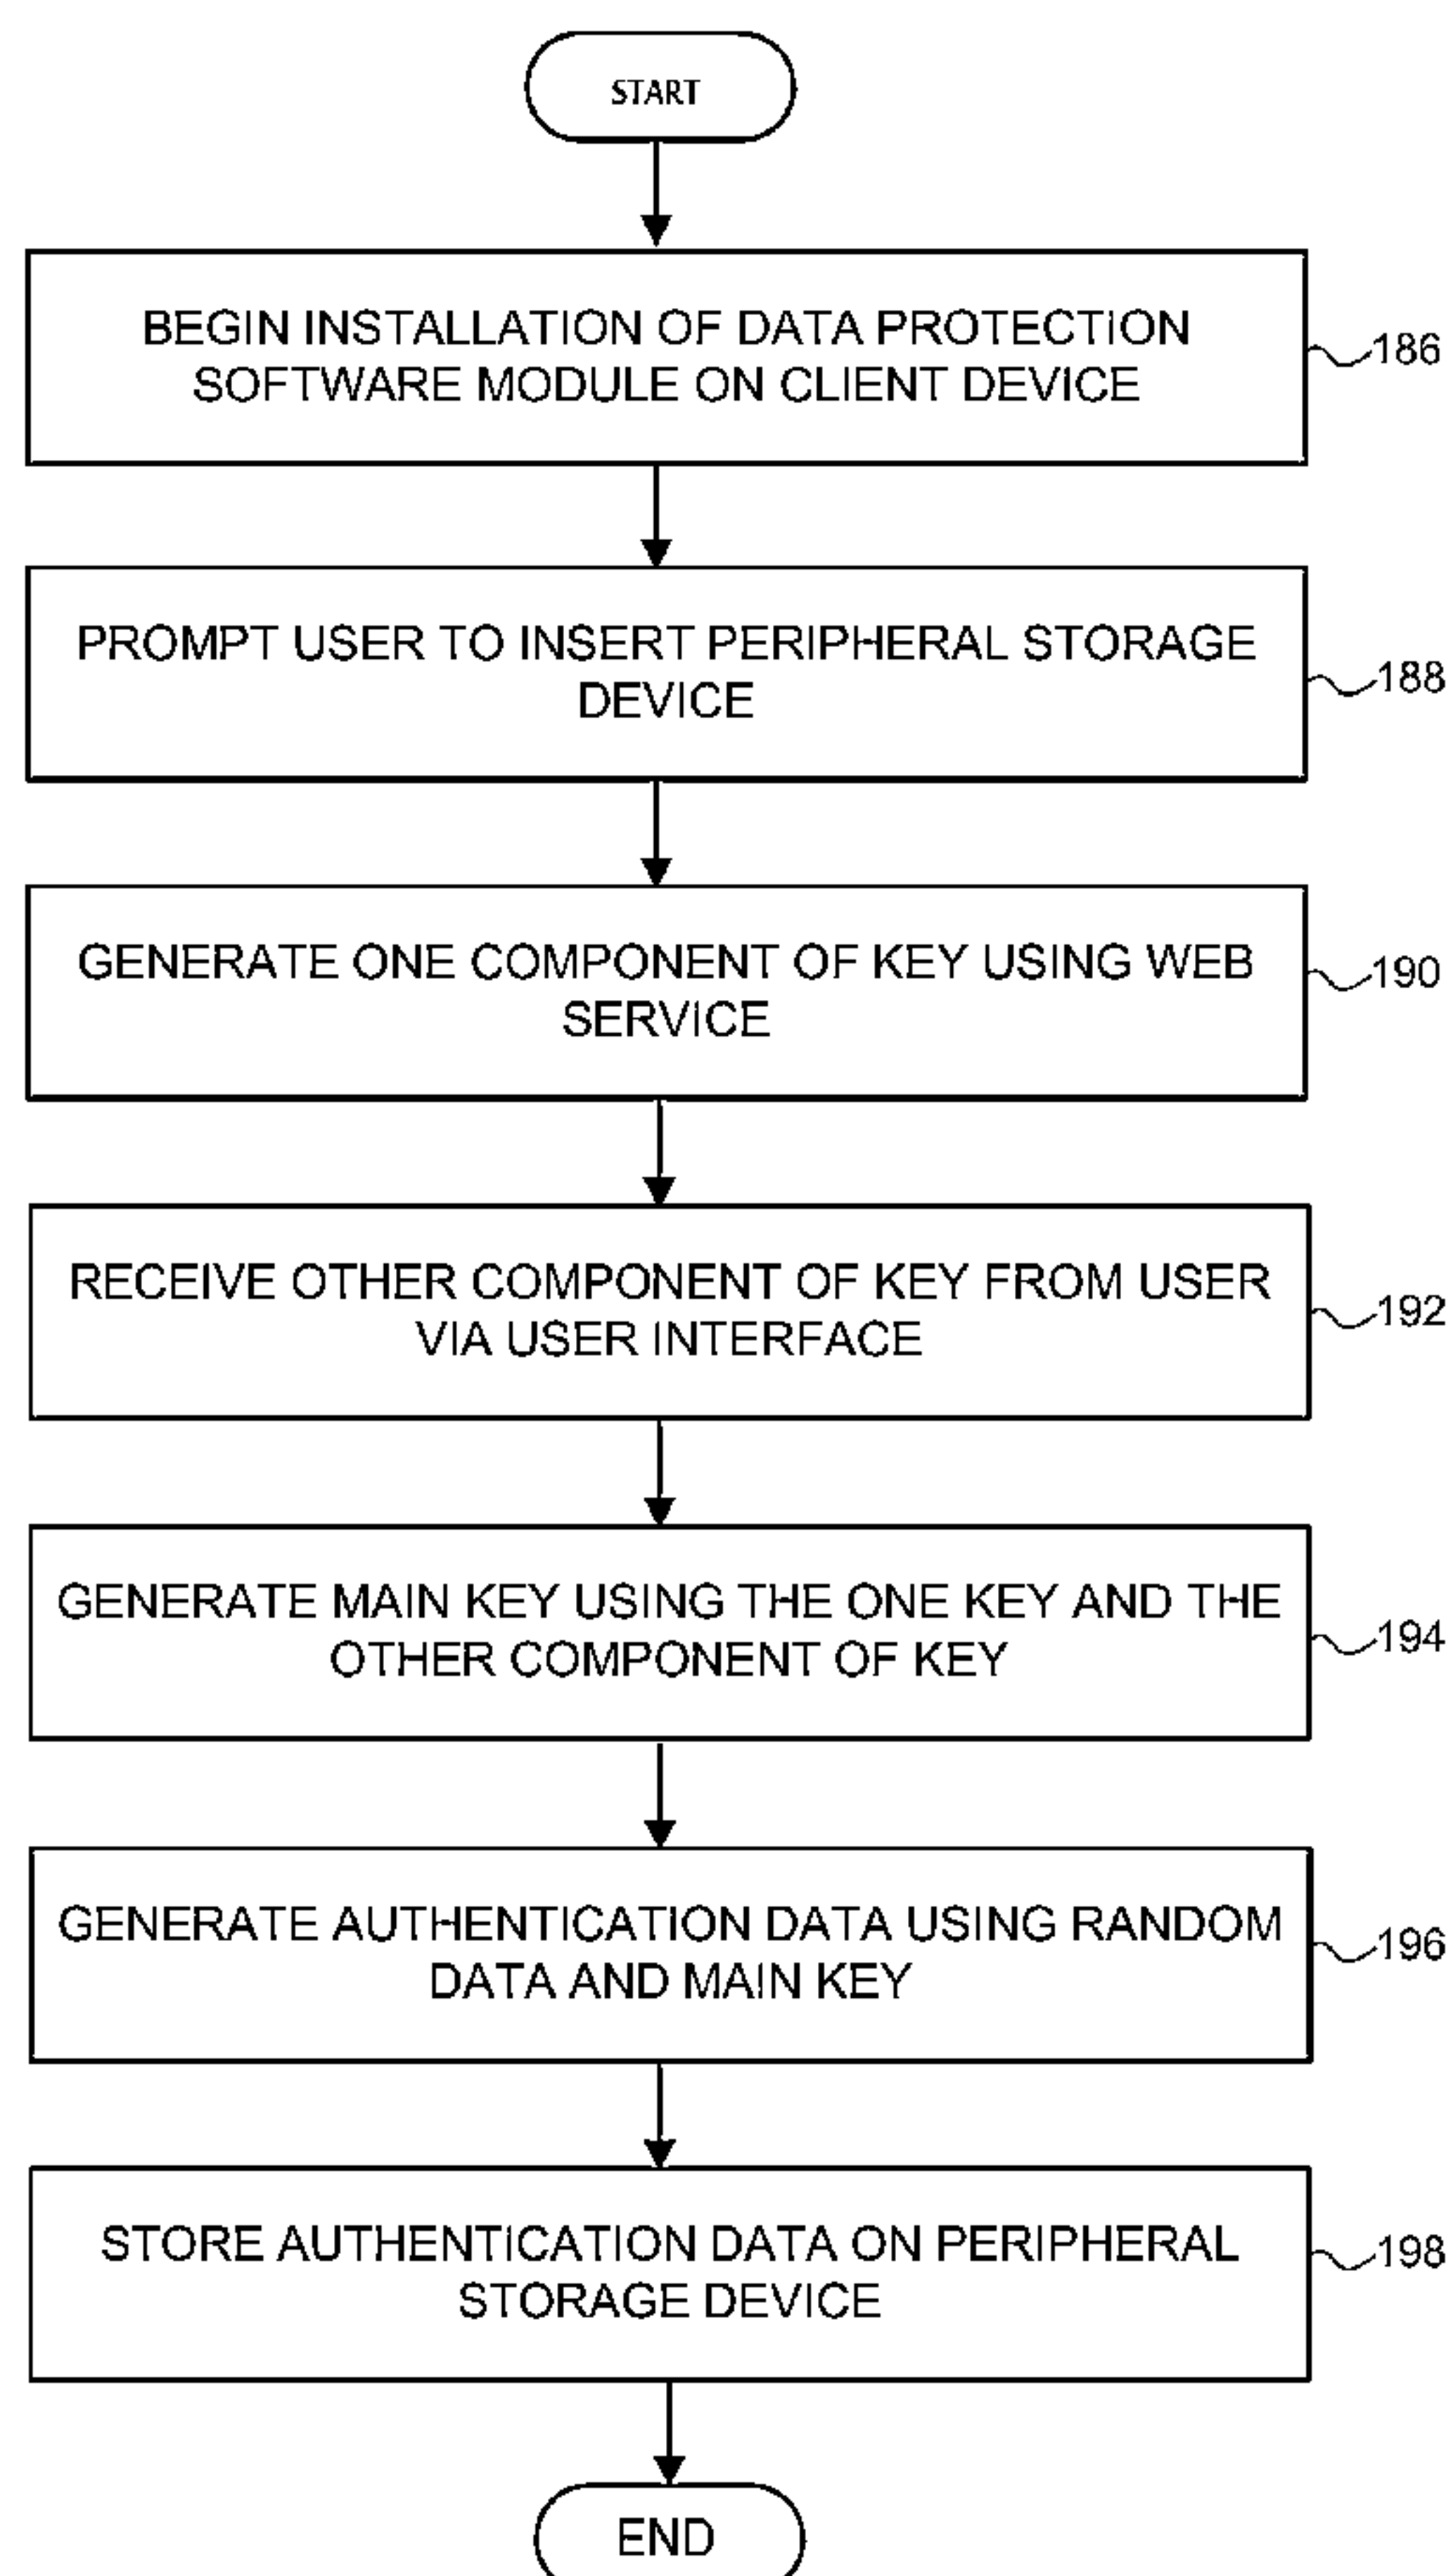 START
BEGIN INSTALLATION OF DATA PROTECTION
SOFTWARE MODULE ON CLIENT DEVICE
186
PROMPT USER TO INSERT PERIPHERAL STORAGE
DEVICE
188
GENERATE ONE COMPONENT OF KEY USING WEB
SERVICE
190
RECEIVE OTHER COMPONENT OF KEY FROM USER
VIA USER INTERFACE
192
GENERATE MAIN KEY USING THE ONE KEY AND THE
OTHER COMPONENT OF KEY
194
GENERATE AUTHENTICATION DATA USING RANDOM
DATA AND MAIN KEY
196
STORE AUTHENTICATION DATA ON PERIPHERAL
STORAGE DEVICE
198
END